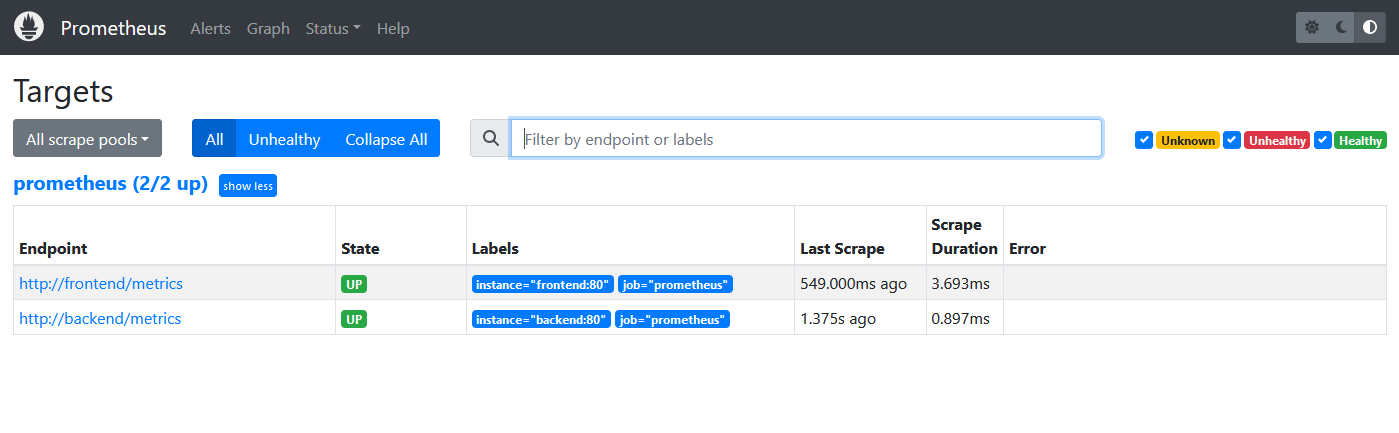 Prometheus Alerts Graph Status Help
Targets
All scrape pools All Unhealthy Collapse All Filter by endpoint or labels Unknown Unhealthy Healthy
prometheus (2/2 up) show less
Endpoint State Labels Last Scrape Scrape Duration Error
http://frontend/metrics UP instance="frontend:80" job="prometheus" 549.000ms ago 3.693ms
http://backend/metrics UP instance="backend:80" job="prometheus" 1.375s ago 0.897ms